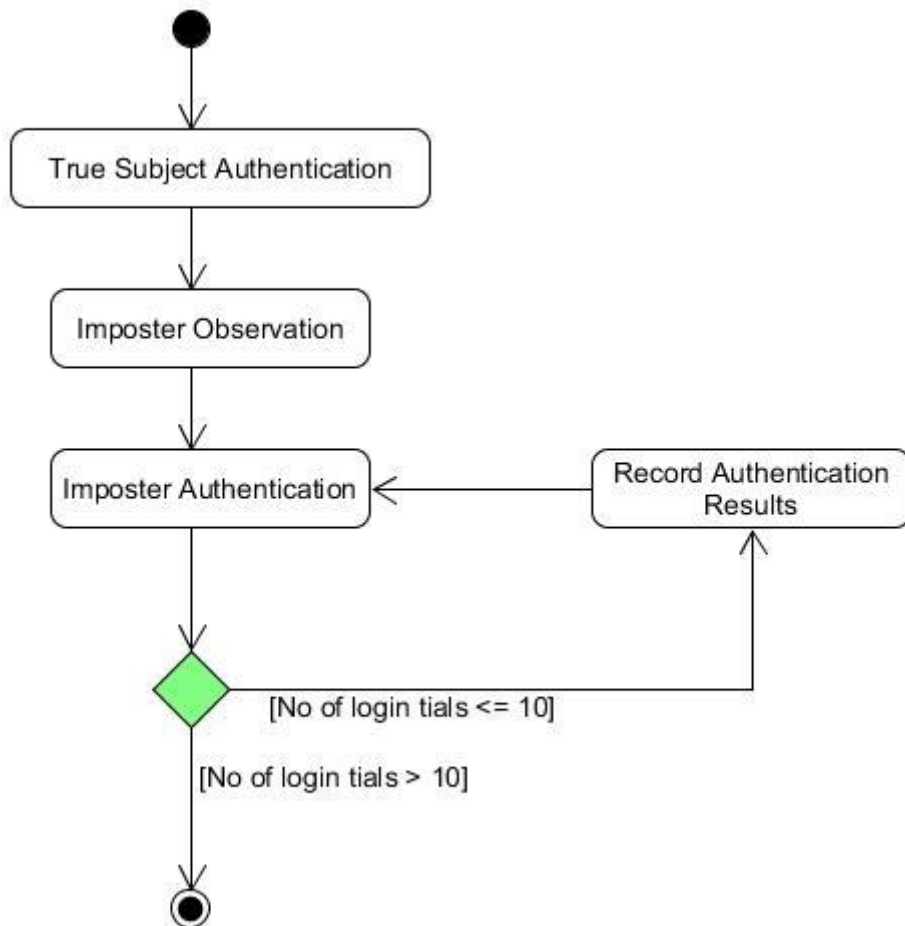 True Subject Authentication
Imposter Observation
Imposter Authentication
Record Authentication
Results
[No of login tials <= 10]
[No of login tials > 10]